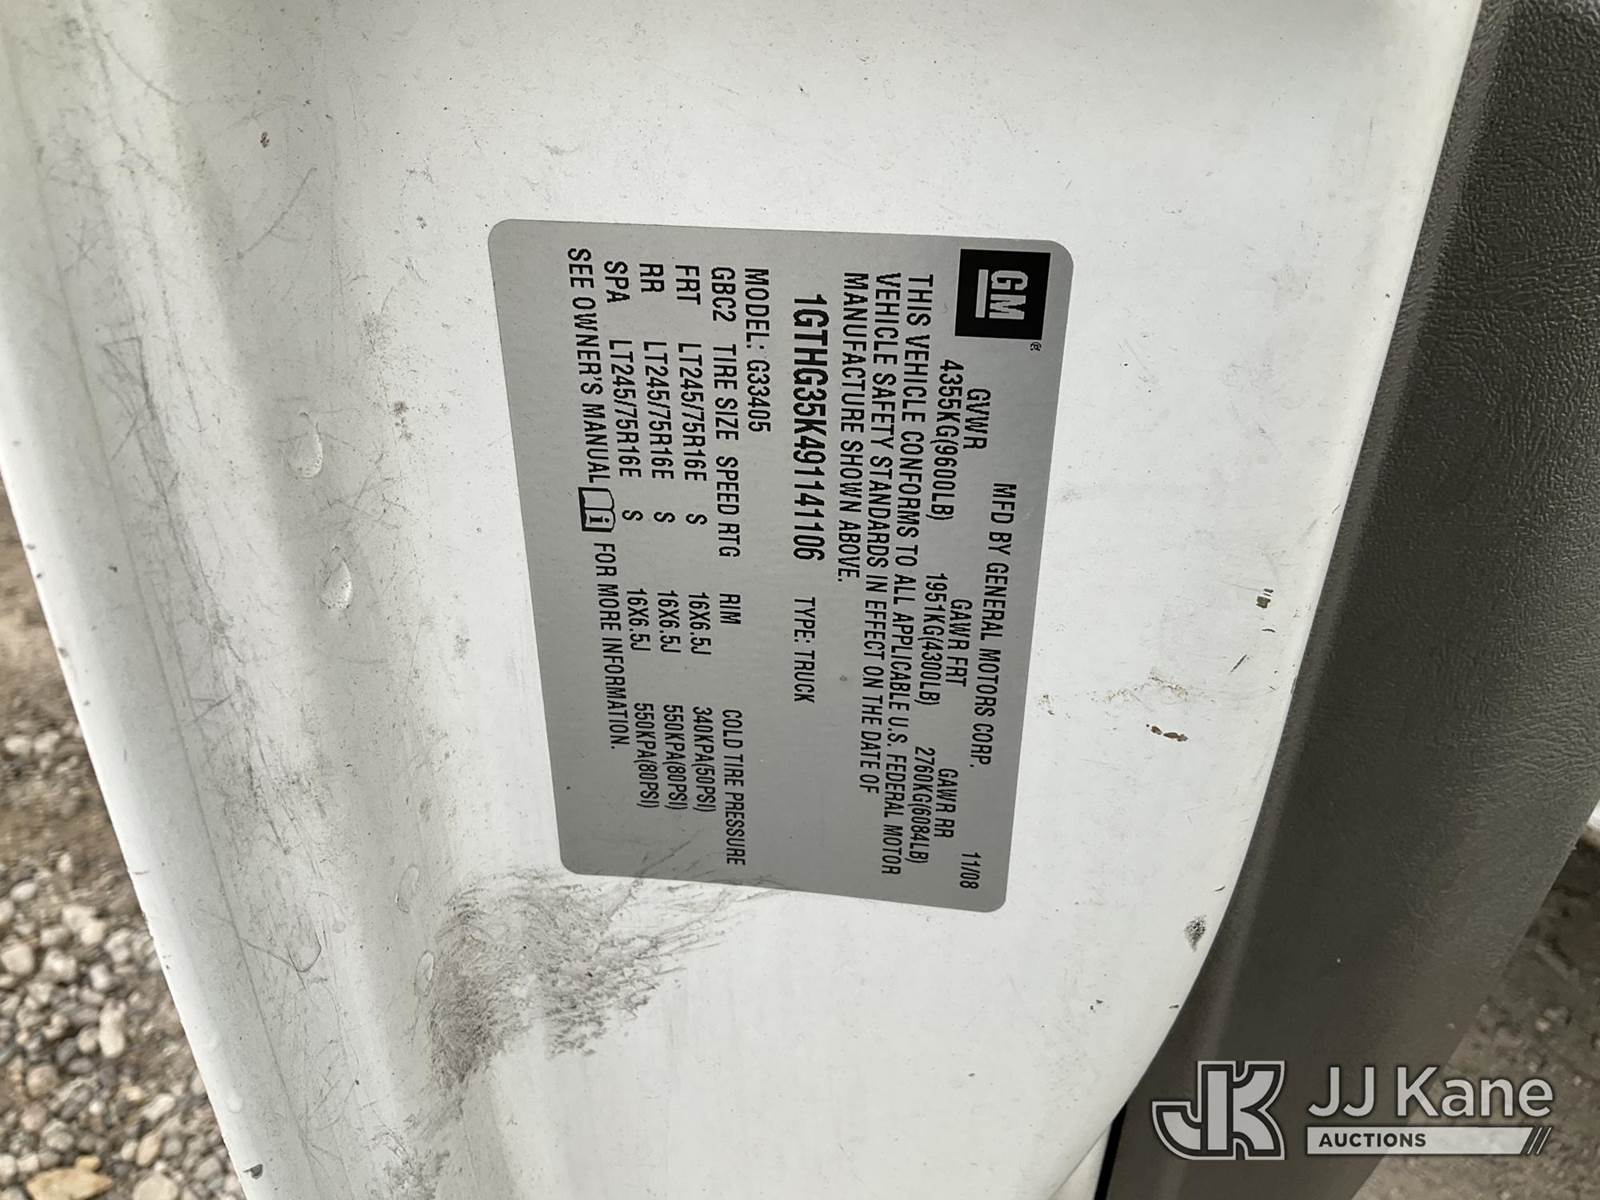 GM®
MFD BY GENERAL MOTORS CORP. 11/08
GVWR GAWR FRT GAWR RR
4355KG(9600LB) 1951KG(4300LB) 2760KG(6084LB)
THIS VEHICLE CONFORMS TO ALL APPLICABLE U.S. FEDERAL MOTOR
VEHICLE SAFETY STANDARDS IN EFFECT ON THE DATE OF
MANUFACTURE SHOWN ABOVE.
1GTHG35K491141106 TYPE: TRUCK
MODEL: G33405
GBC2 TIRE SIZE SPEED RTG RIM COLD TIRE PRESSURE
FRT LT245/75R16E S 16X6.5J 340KPA(50PSI)
RR LT245/75R16E S 16X6.5J 550KPA(80PSI)
SPA LT245/75R16E S 16X6.5J 550KPA(80PSI)
SEE OWNER'S MANUAL FOR MORE INFORMATION.
JK JJ Kane
AUCTIONS